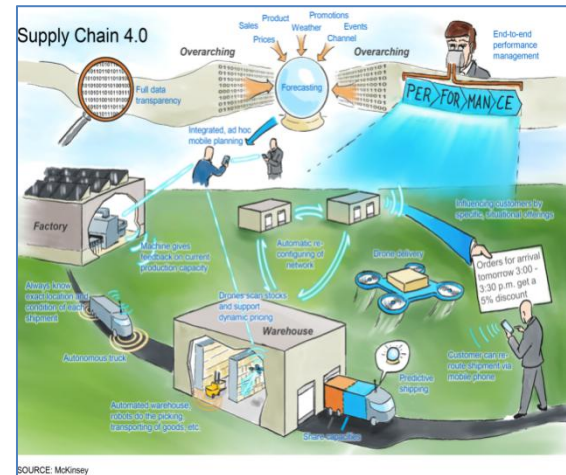 Supply Chain 4.0
Sales
Product
Prices
Weather
Promotions
Events
Channel
Overarching
Overarching
End-to-end
performance
management
Full data
transparency
Forecasting
PER FOR MAN CE
Integrated, ad hoc
mobile planning
Factory
Machine gives
feedback on current
production capacity
Automatic re-
configuring of
network
Influencing customers by
specific, situational offerings
Drone delivery
Orders for arrival
tomorrow 3:00 -
3:30 p.m. get a
5% discount
Always know
exact location and
condition of each
shipment
Autonomous truck
Drones scan stocks
and support
dynamic pricing
Warehouse
Automated warehouse,
robots do the picking,
transporting of goods, etc
Predictive
shipping
Share capacities
Customer can re-
route shipment via
mobile phone
SOURCE: McKinsey